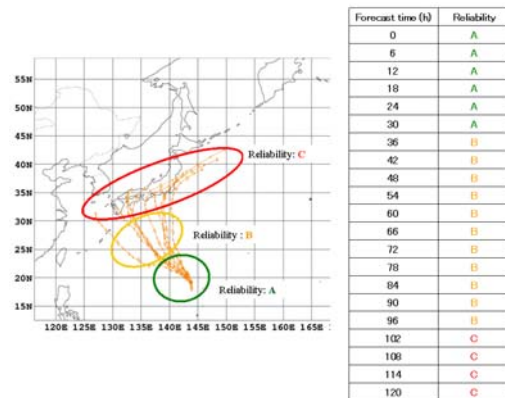 55N
50N
45N
40N
35N
30N
25N
20N
15N
120E 125E 130E 135E 140E 145E 150E 155E 160E 165E
Reliability: C
Reliability : B
Reliability: A
Forecast time (h) Reliability
0 A
6 A
12 A
18 A
24 A
30 A
36 B
42 B
48 B
54 B
60 B
66 B
72 B
78 B
84 B
90 B
96 B
102 C
108 C
114 C
120 C